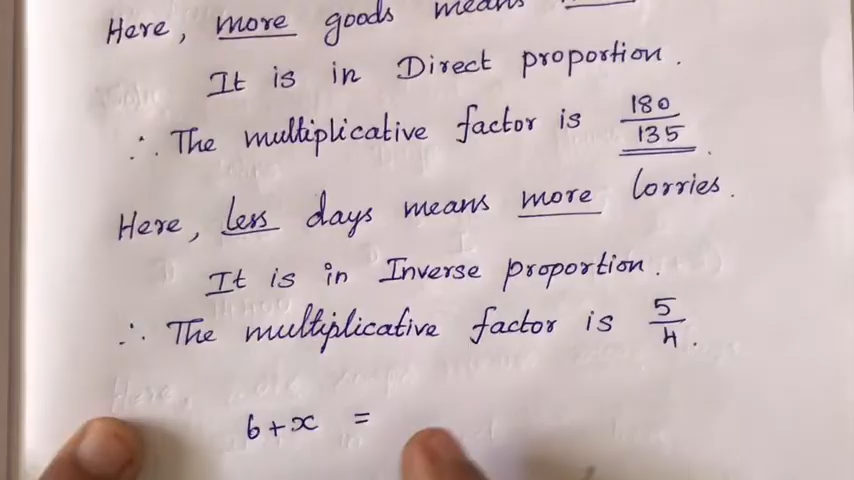 Here, more goods means
It is in Direct proportion.
∴ The multiplicative factor is 180/135.
Here, less days means more lorries.
It is in Inverse proportion.
∴ The multiplicative factor is 5/4.
6+x =